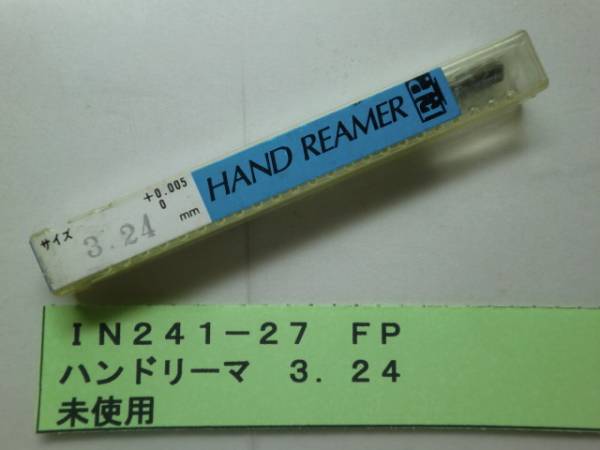 サイズ 3.24 +0.005
0 mm
HAND REAMER
IN241-27 FP
ハンドリーマ 3.24
未使用